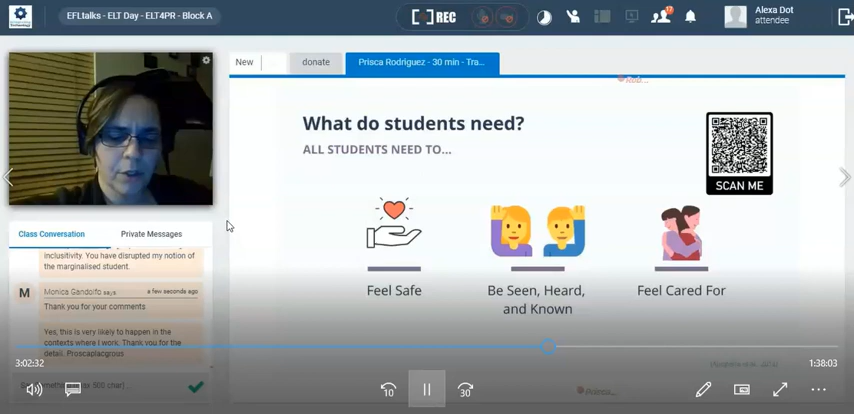 EFLtalks - ELT Day - ELT4PR - Block A
REC
17
Alexa Dot
attendee
New
donate
Prisca Rodriguez - 30 min - Tra...
What do students need?
ALL STUDENTS NEED TO...
SCAN ME
Feel Safe
Be Seen, Heard,
and Known
Feel Cared For
Class Conversation
Private Messages
inclusitivity. You have disrupted my notion of
the marginalised student.
M
Monica Gandolfo says
a few seconds ago
Thank you for your comments
Yes, this is very likely to happen in the
contexts where I work. Thank you for the
detail. Proscaplacgrous
3:02:32
1:38:03
10
30